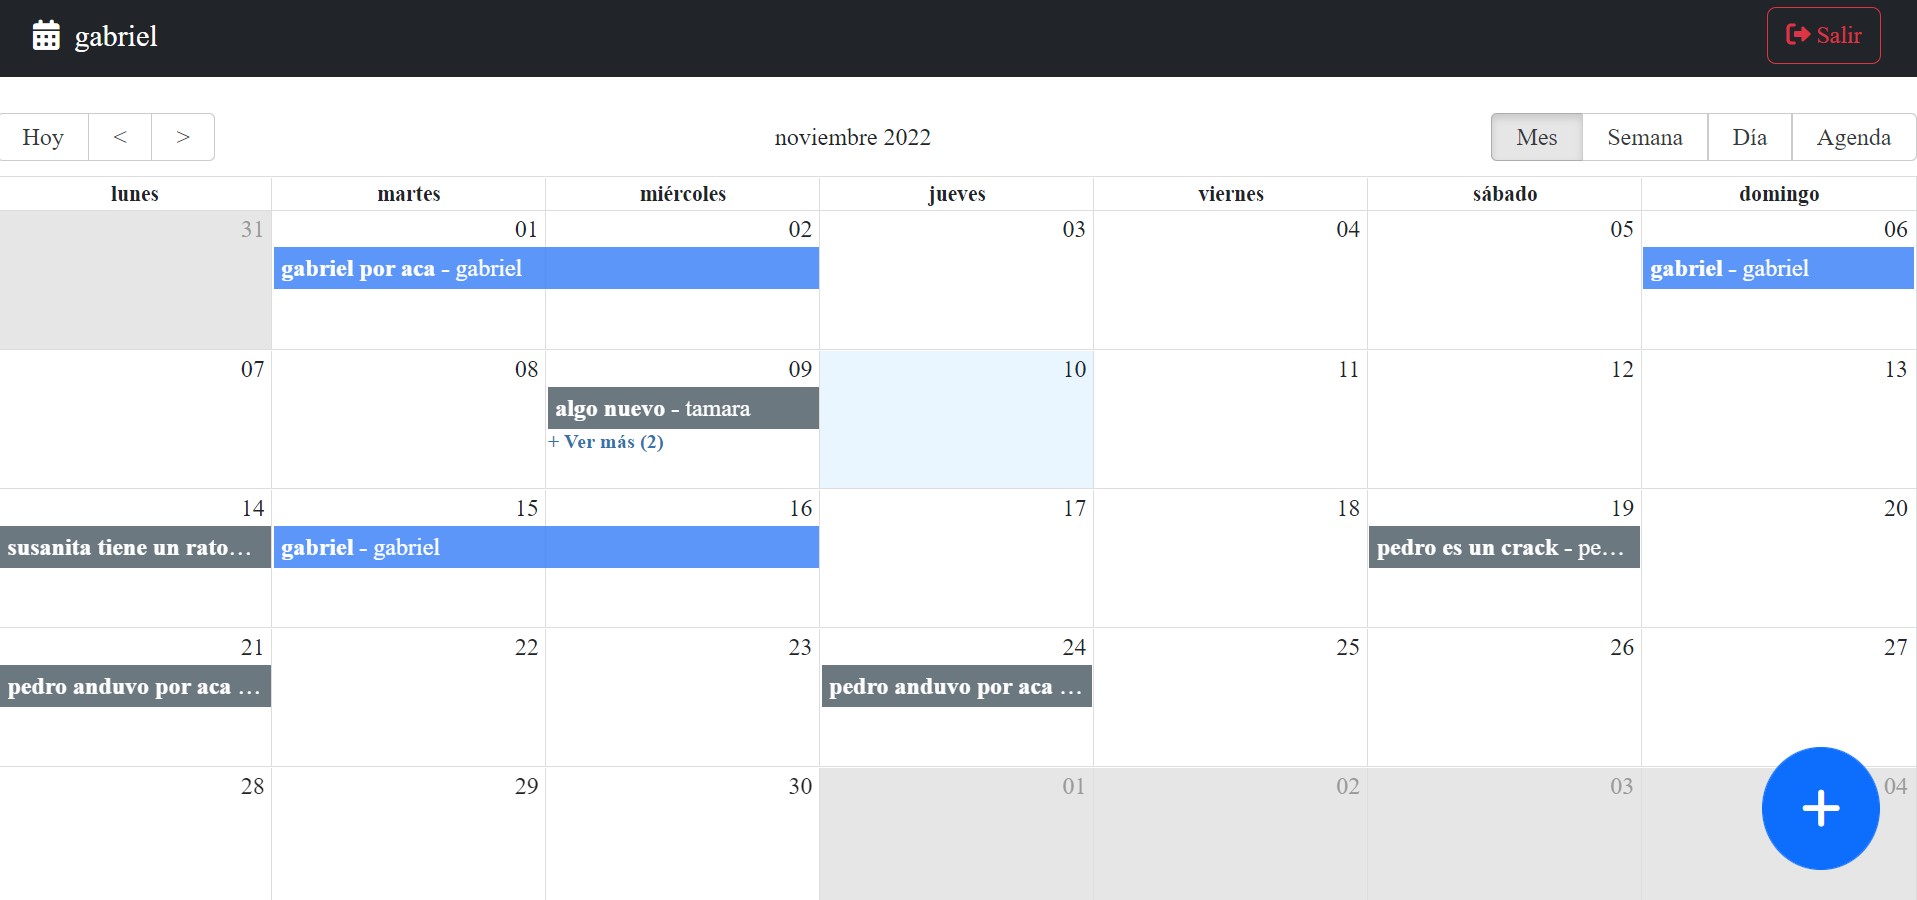 gabriel
Salir
Hoy < >
noviembre 2022
Mes Semana Día Agenda
lunes martes miércoles jueves viernes sábado domingo
31 01 02 03 04 05 06
gabriel por aca - gabriel
gabriel - gabriel
07 08 09 10 11 12 13
algo nuevo - tamara
+ Ver más (2)
14 15 16 17 18 19 20
susanita tiene un rato…
gabriel - gabriel
pedro es un crack - pe…
21 22 23 24 25 26 27
pedro anduvo por aca …
pedro anduvo por aca …
28 29 30 01 02 03 04
+